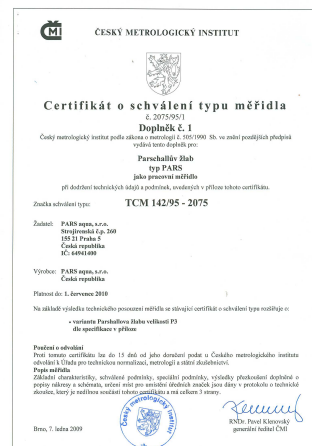 ČMI
ČESKÝ METROLOGICKÝ INSTITUT
Certifikát o schválení typu měřidla
č. 2075/95/1
Doplněk č. 1
Český metrologický institut podle zákona o metrologii č. 505/1990 Sb. ve znění pozdějších předpisů
vydává tento doplněk pro:
Parschallův žlab
typ PARS
jako pracovní měřidlo
při dodržení technických údajů a podmínek, uvedených v příloze tohoto certifikátu.
Značka schválení typu: TCM 142/95 - 2075
Žadatel: PARS aqua, s.r.o.
Strojírenská č.p. 260
155 21 Praha 5
Česká republika
IČ: 64941400
Výrobce: PARS aqua, s.r.o.
Česká republika
Platnost do: 1. července 2010
Na základě výsledku technického posouzení měřidla se stávající certifikát o schválení typu rozšiřuje o:
• variantu Parshallova žlabu velikosti P3
dle specifikace v příloze
Poučení o odvolání
Proti tomuto certifikátu lze do 15 dnů od jeho doručení podat u Českého metrologického institutu
odvolání k Úřadu pro technickou normalizaci, metrologii a státní zkušebnictví.
Popis měřidla
Základní charakteristiky, schválené podmínky, speciální podmínky, výsledky přezkoušení doplněné o
popisy nákresy a schémata, určení míst pro umístění úředních značek jsou dány v protokolu o technické
zkoušce, který je nedílnou součástí tohoto certifikátu a má celkem 3 strany.
Český metrologický institut
RNDr. Pavel Klenovský
generální ředitel ČMI
Brno, 7. ledna 2009